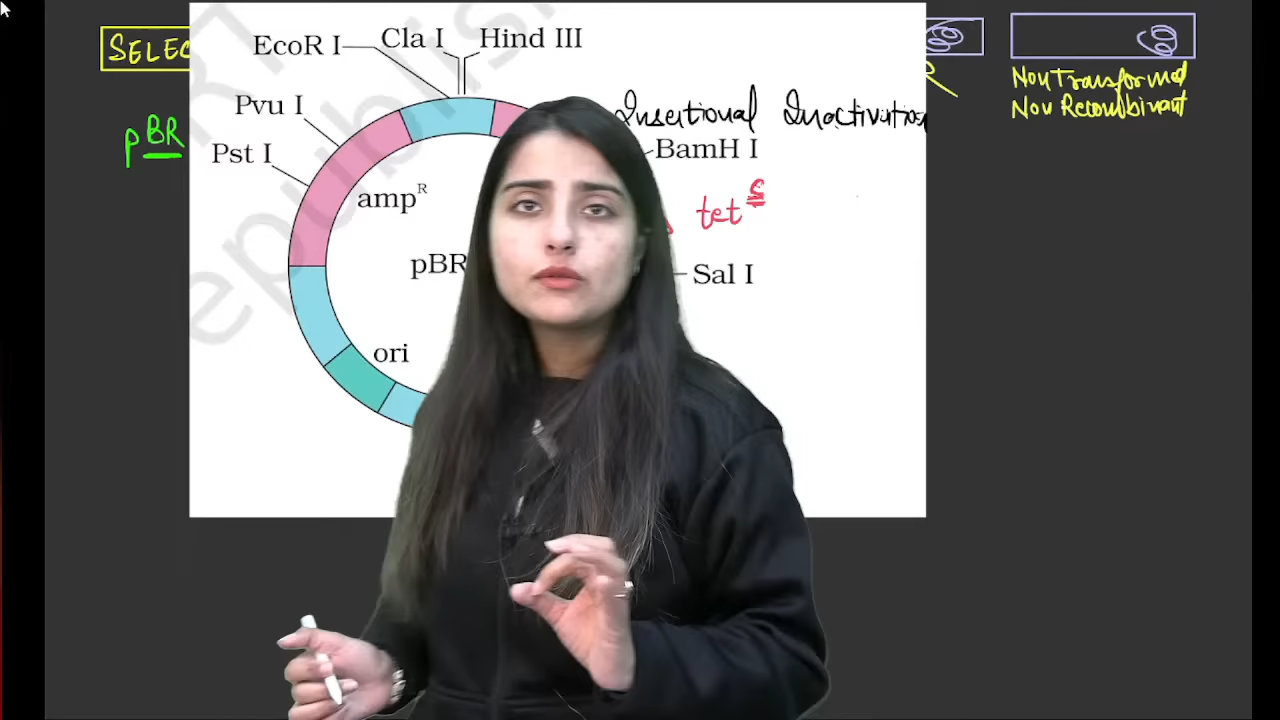 SELEC
EcoR I
Cla I
Hind III
Non Transformed
Non Recombinant
Pvu I
Insertional Inactivation
pBR
Pst I
BamH I
amp^R
tet^S
pBR
Sal I
ori